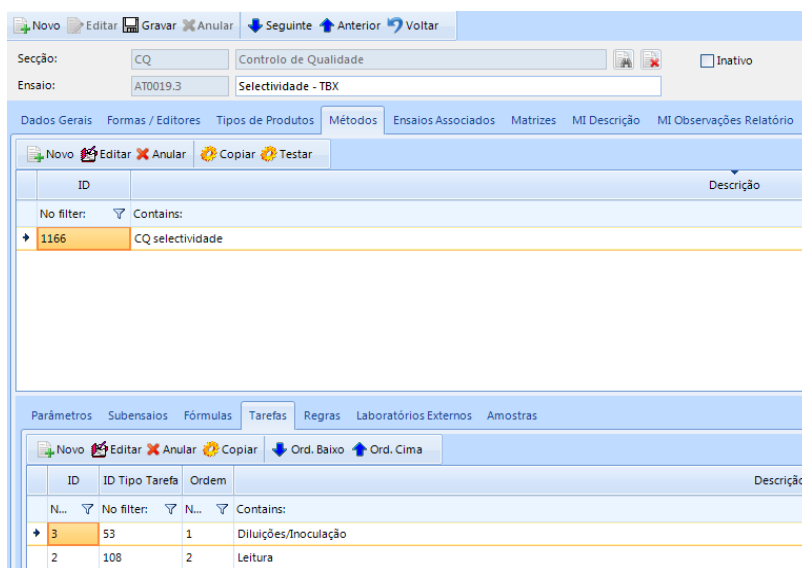 Novo Editar Gravar Anular Seguinte Anterior Voltar
Secção: CQ Controlo de Qualidade Inativo
Ensaio: AT0019.3 Selectividade - TBX
Dados Gerais Formas / Editores Tipos de Produtos Métodos Ensaios Associados Matrizes MI Descrição MI Observações Relatório
Novo Editar Anular Copiar Testar
ID Descrição
No filter: Contains:
1166 CQ selectividade
Parâmetros Subensaios Fórmulas Tarefas Regras Laboratórios Externos Amostras
Novo Editar Anular Copiar Ord. Baixo Ord. Cima
ID ID Tipo Tarefa Ordem Descrição
N... No filter: N... Contains:
3 53 1 Diluições/Inoculação
2 108 2 Leitura